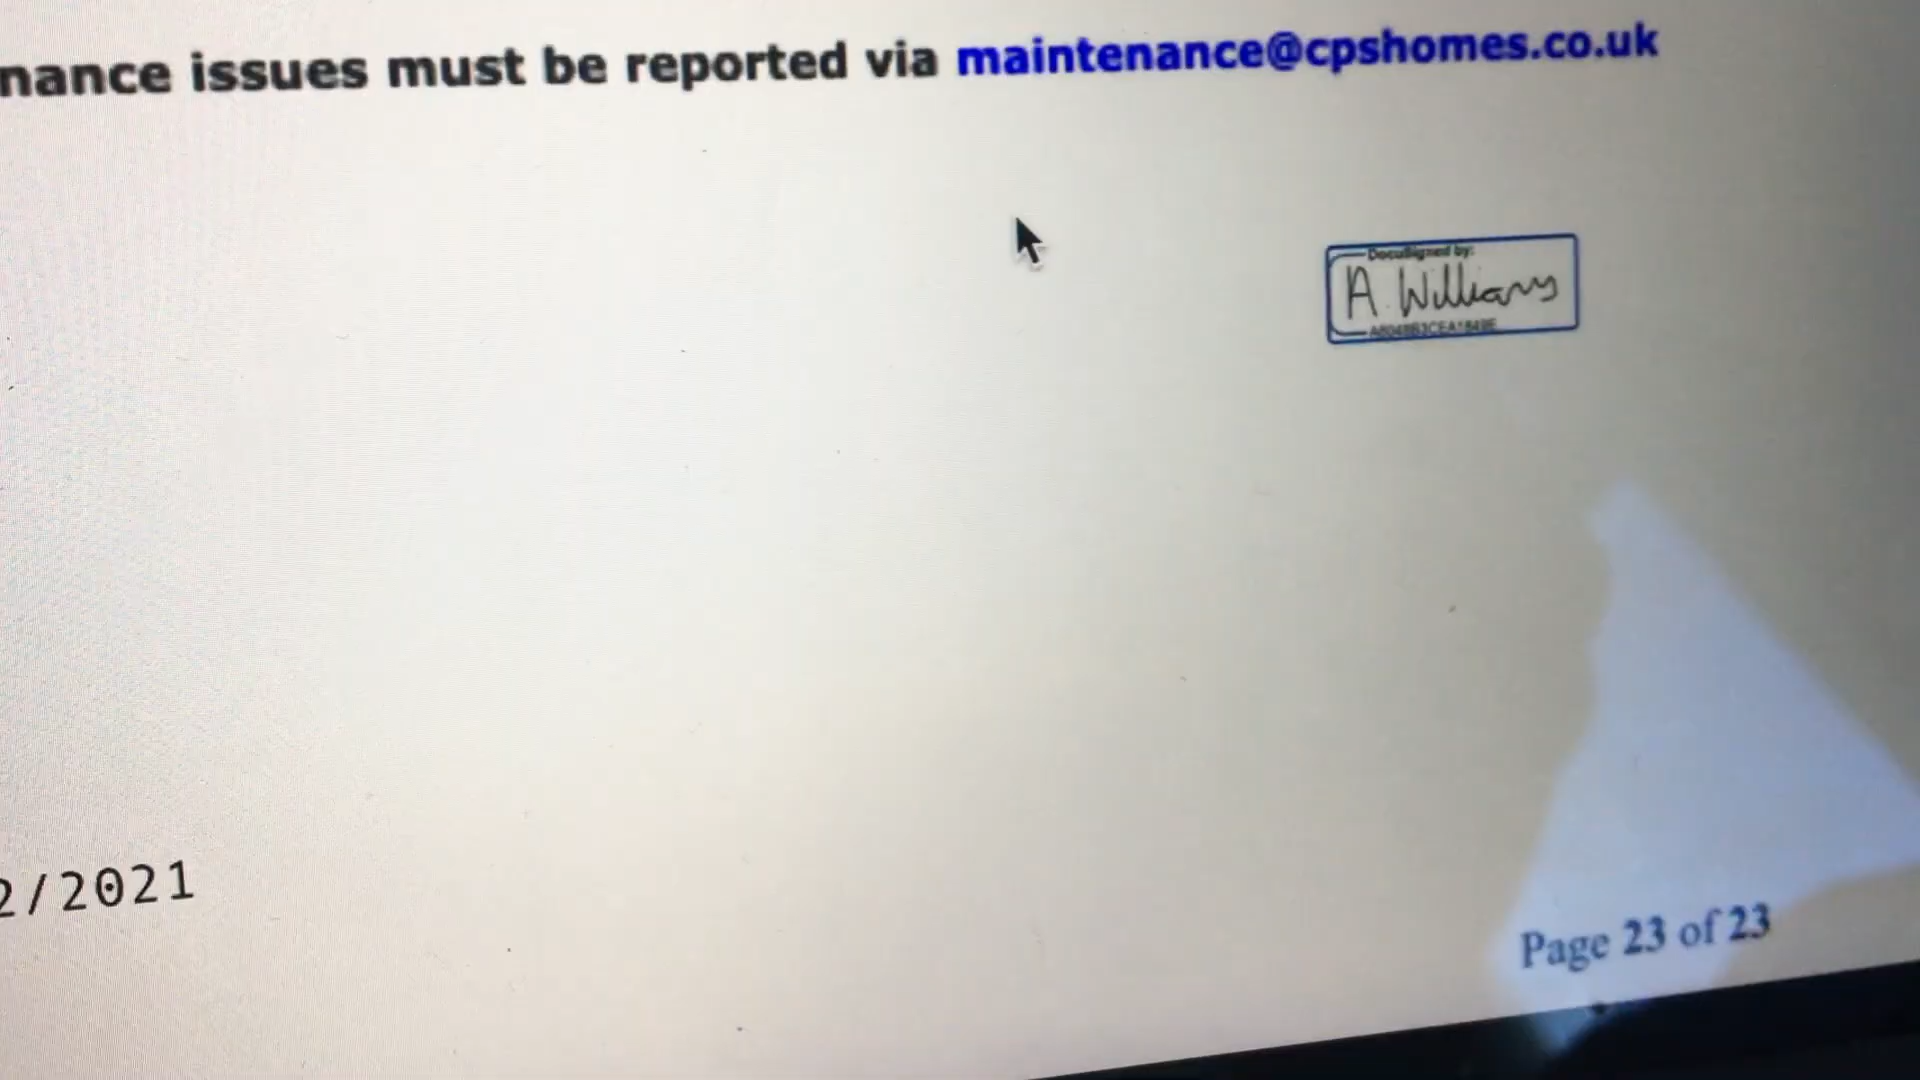 nance issues must be reported via maintenance@cpshomes.co.uk
DocuSigned by:
A. Williams
2/2021
Page 23 of 23